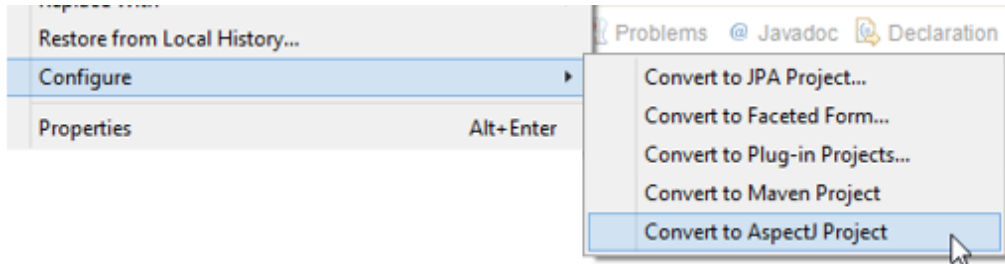 Restore from Local History...
Problems @ Javadoc Declaration
Configure
Convert to JPA Project...
Convert to Faceted Form...
Properties Alt+Enter
Convert to Plug-in Projects...
Convert to Maven Project
Convert to AspectJ Project